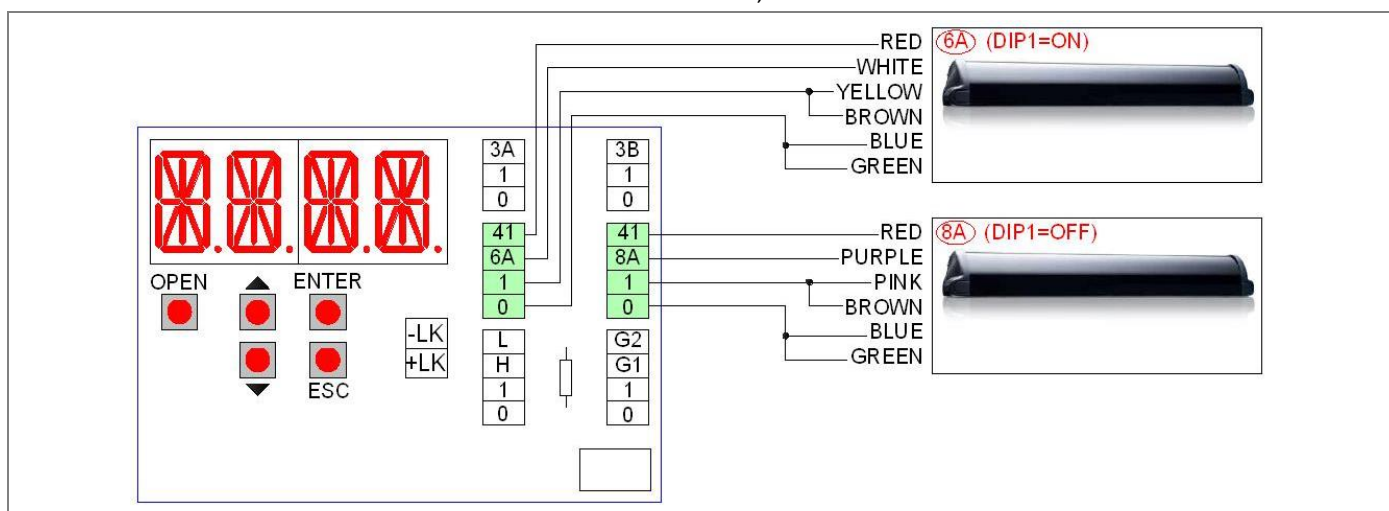 RED
WHITE
YELLOW
BROWN
BLUE
GREEN
6A (DIP1=ON)
3A
1
0
3B
1
0
41
6A
1
0
41
8A
1
0
RED
PURPLE
PINK
BROWN
BLUE
GREEN
8A (DIP1=OFF)
OPEN
ENTER
ESC
-LK
+LK
L
H
1
0
G2
G1
1
0